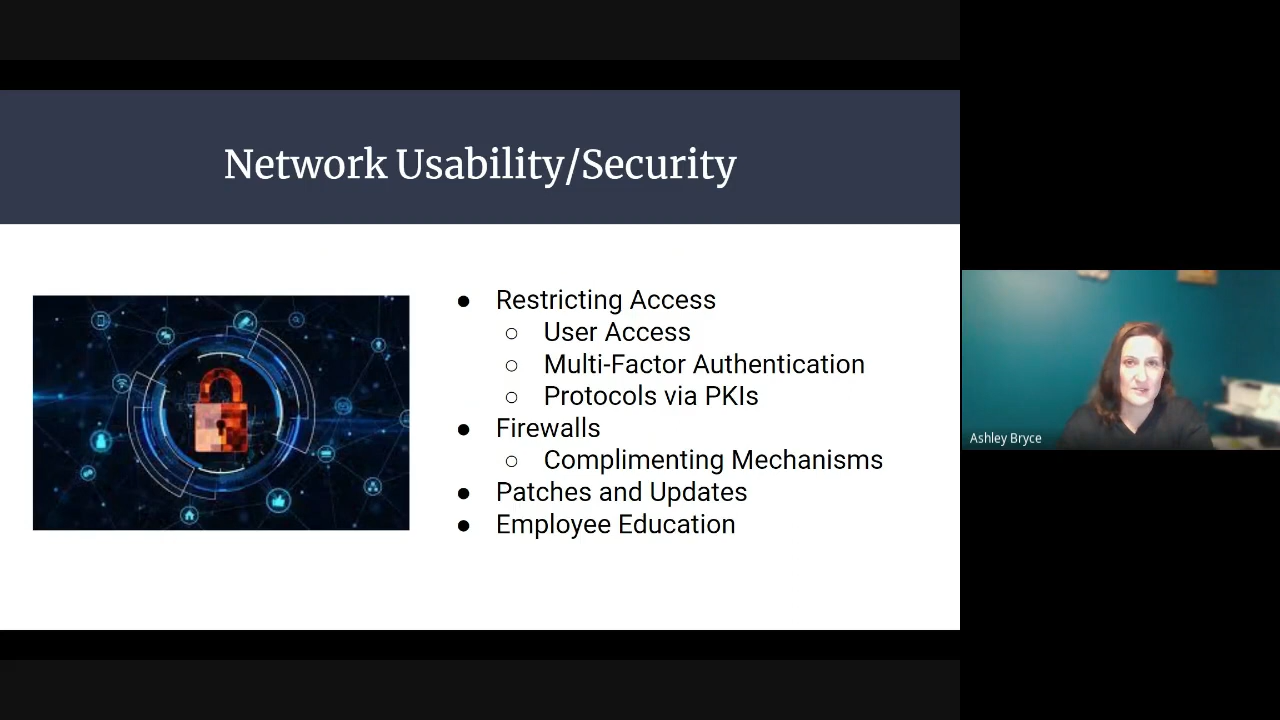 Network Usability/Security
● Restricting Access
○ User Access
○ Multi-Factor Authentication
○ Protocols via PKIs
● Firewalls
○ Complimenting Mechanisms
● Patches and Updates
● Employee Education
Ashley Bryce